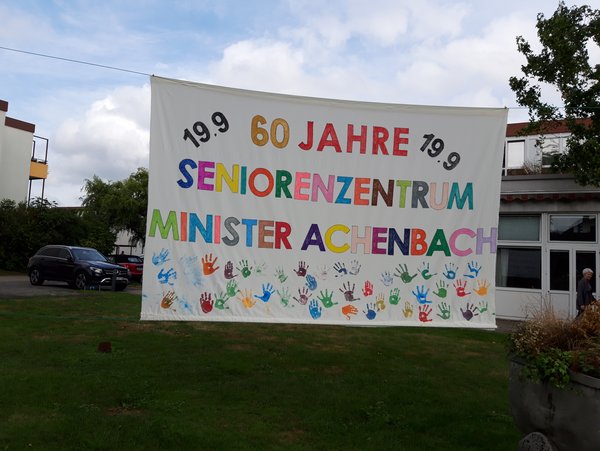 19.9 60 JAHRE 19.9
SENIORENZENTRUM
MINISTER ACHENBACH